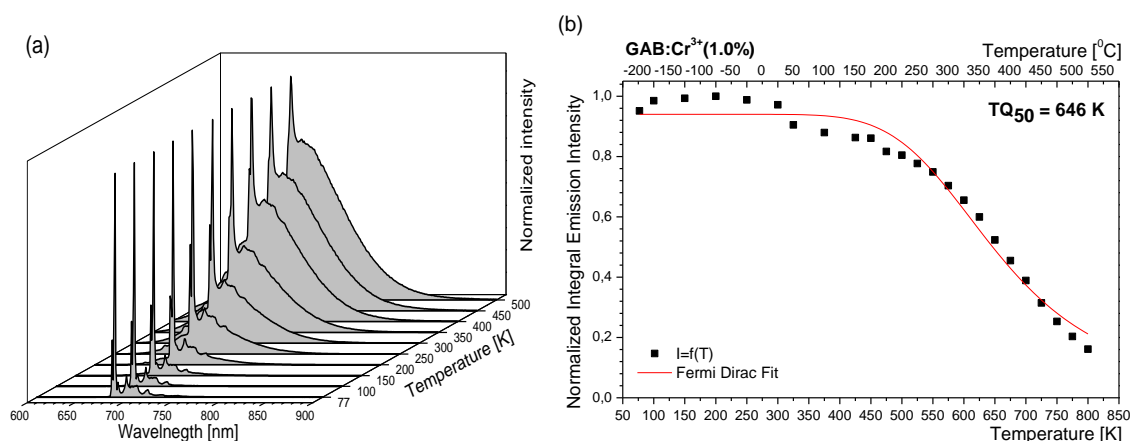 (a)
Normalized intensity
500
450
400
350
300
250
200
150
100
77
Temperature [K]
600 650 700 750 800 850 900
Wavelnegth [nm]
(b)
GAB:Cr³⁺(1.0%)
Temperature [⁰C]
-200 -150 -100 -50 0 50 100 150 200 250 300 350 400 450 500 550
TQ₅₀ = 646 K
Normalized Integral Emission Intensity
1,0
0,8
0,6
0,4
0,2
0,0
I=f(T)
Fermi Dirac Fit
50 100 150 200 250 300 350 400 450 500 550 600 650 700 750 800 850
Temperature [K]